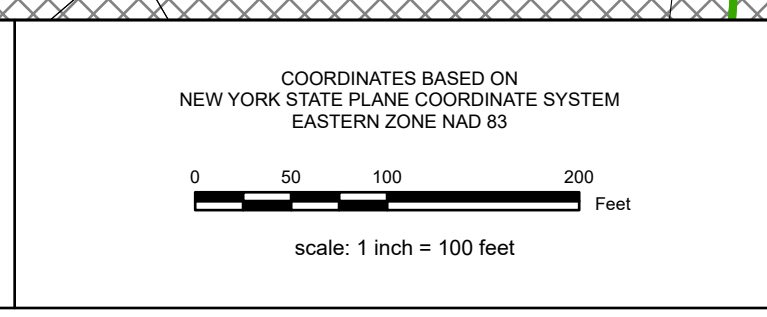 COORDINATES BASED ON
NEW YORK STATE PLANE COORDINATE SYSTEM
EASTERN ZONE NAD 83
0 50 100 200
Feet
scale: 1 inch = 100 feet